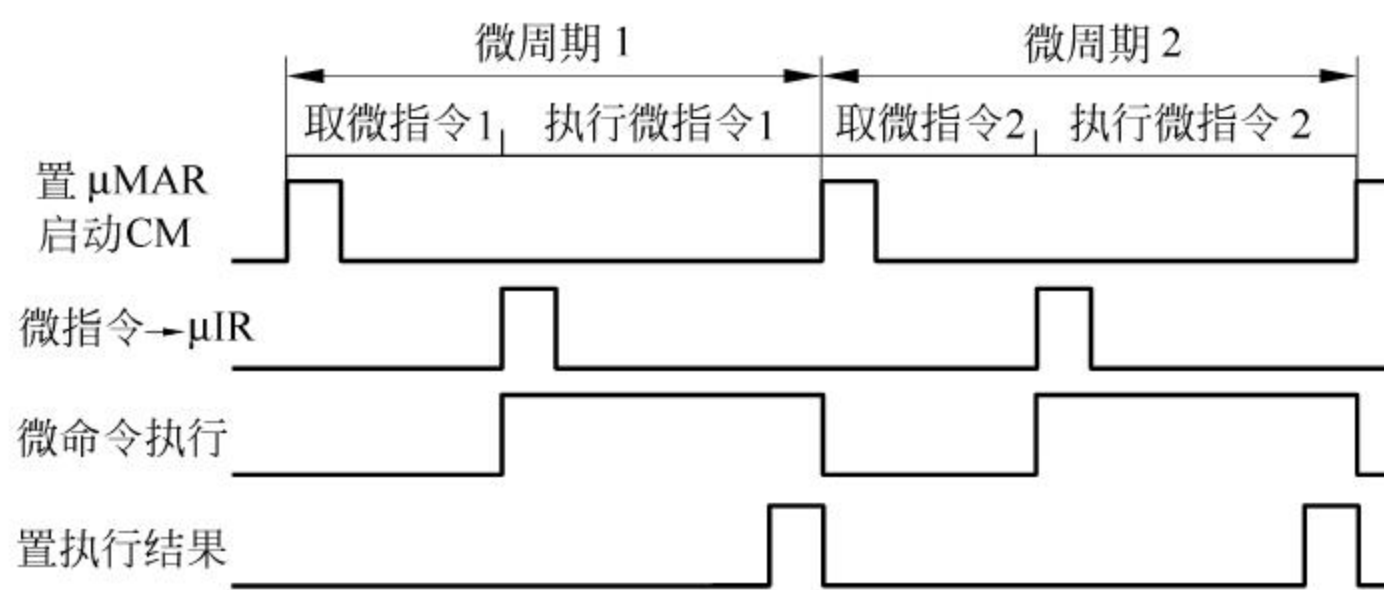 微周期 1
微周期 2
取微指令1
执行微指令1
取微指令2
执行微指令 2
置 μMAR
启动CM
微指令→μIR
微命令执行
置执行结果